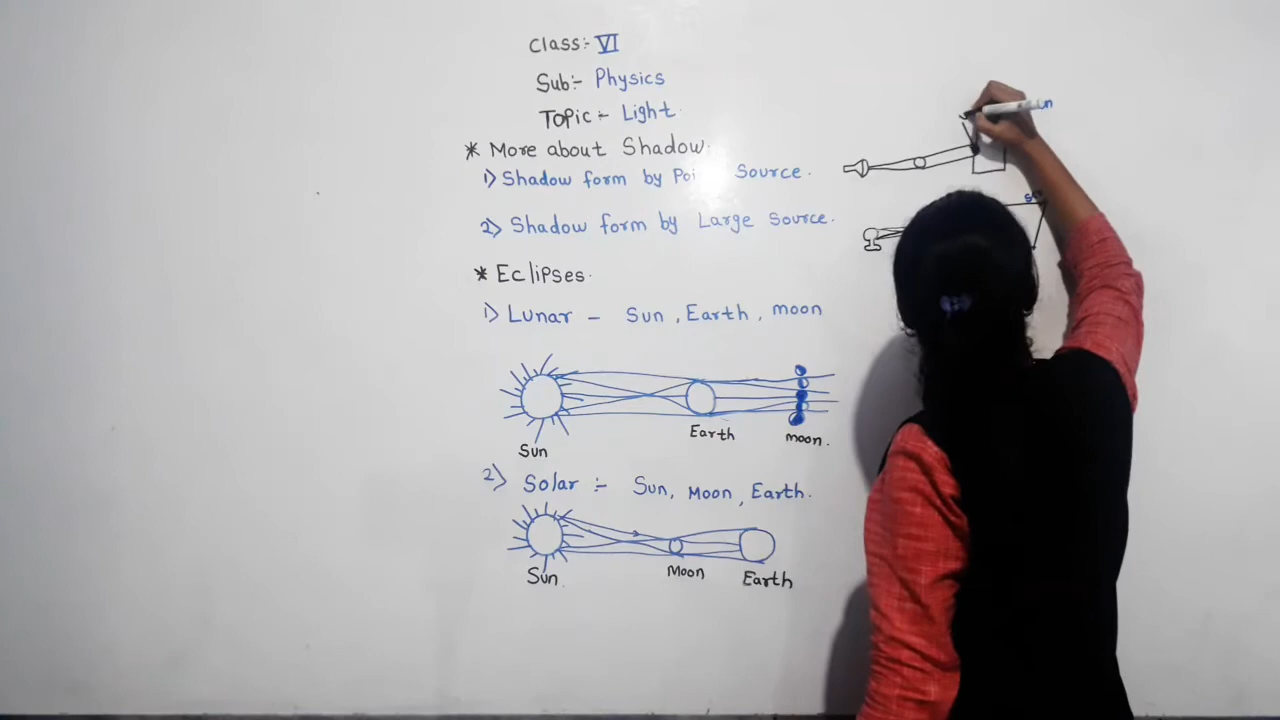 Class:- VI
Sub:- Physics
Topic:- Light.
* More about Shadow.
1) Shadow form by Poi Source.
2) Shadow form by Large Source.
* Eclipses.
1) Lunar - Sun, Earth, moon
Sun
Earth
moon.
2) Solar :- Sun, Moon, Earth.
Sun.
Moon
Earth